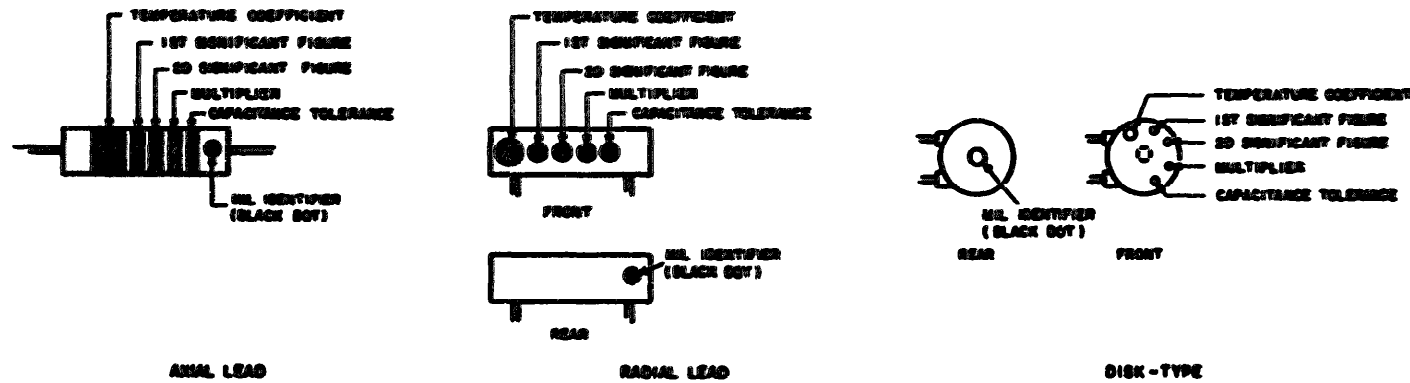 TEMPERATURE COEFFICIENT
1ST SIGNIFICANT FIGURE
2D SIGNIFICANT FIGURE
MULTIPLIER
CAPACITANCE TOLERANCE
MIL IDENTIFIER
(BLACK DOT)
AXIAL LEAD
TEMPERATURE COEFFICIENT
1ST SIGNIFICANT FIGURE
2D SIGNIFICANT FIGURE
MULTIPLIER
CAPACITANCE TOLERANCE
FRONT
MIL IDENTIFIER
(BLACK DOT)
REAR
RADIAL LEAD
TEMPERATURE COEFFICIENT
1ST SIGNIFICANT FIGURE
2D SIGNIFICANT FIGURE
MULTIPLIER
CAPACITANCE TOLERANCE
MIL IDENTIFIER
(BLACK DOT)
REAR
FRONT
DISK-TYPE